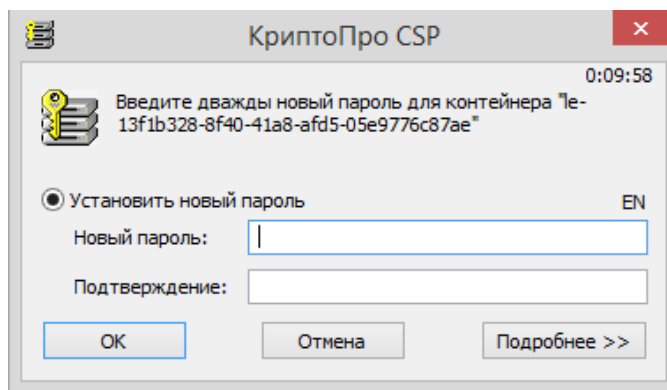 КриптоПро CSP
0:09:58
Введите дважды новый пароль для контейнера "le-
13f1b328-8f40-41a8-afd5-05e9776c87ae"
Установить новый пароль
EN
Новый пароль:
Подтверждение:
ОК
Отмена
Подробнее >>